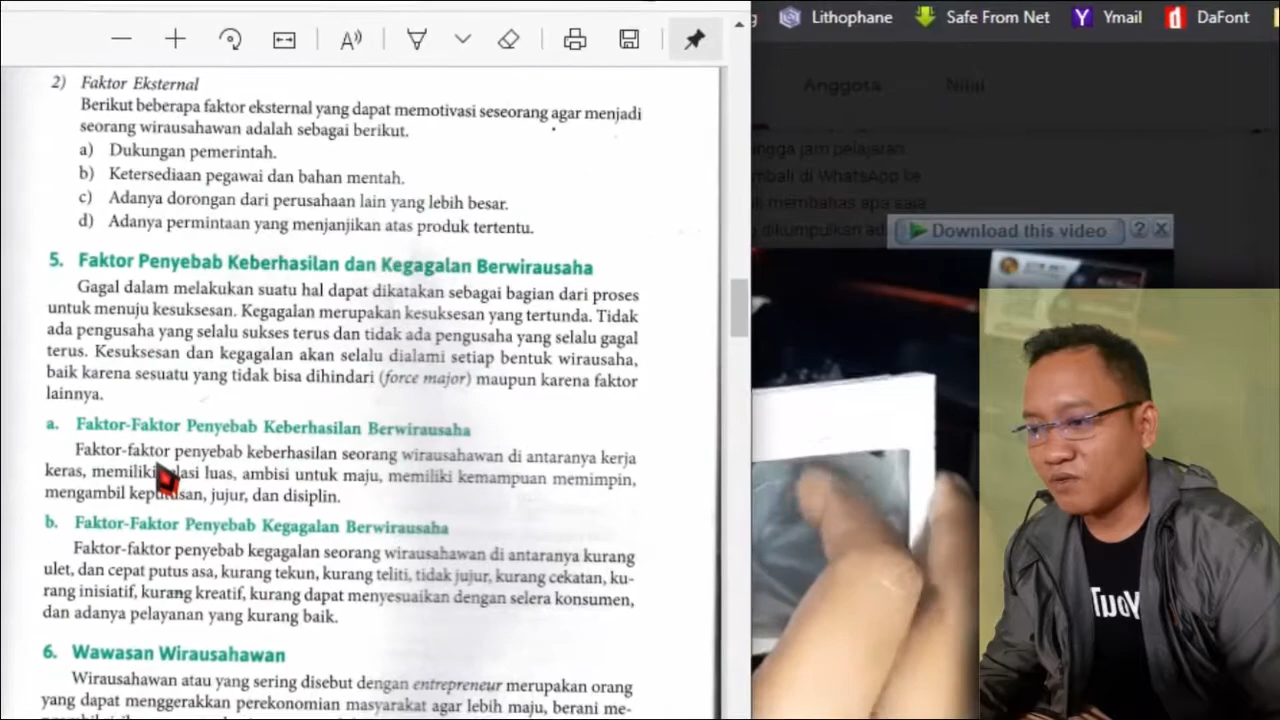 Lithophane
Safe From Net
Ymail
DaFont
Anggota
Nilai
2) Faktor Eksternal
Berikut beberapa faktor eksternal yang dapat memotivasi seseorang agar menjadi
seorang wirausahawan adalah sebagai berikut.
a) Dukungan pemerintah.
b) Ketersediaan pegawai dan bahan mentah.
c) Adanya dorongan dari perusahaan lain yang lebih besar.
d) Adanya permintaan yang menjanjikan atas produk tertentu.
5. Faktor Penyebab Keberhasilan dan Kegagalan Berwirausaha
Gagal dalam melakukan suatu hal dapat dikatakan sebagai bagian dari proses
untuk menuju kesuksesan. Kegagalan merupakan kesuksesan yang tertunda. Tidak
ada pengusaha yang selalu sukses terus dan tidak ada pengusaha yang selalu gagal
terus. Kesuksesan dan kegagalan akan selalu dialami setiap bentuk wirausaha,
baik karena sesuatu yang tidak bisa dihindari (force major) maupun karena faktor
lainnya.
a. Faktor-Faktor Penyebab Keberhasilan Berwirausaha
Faktor-faktor penyebab keberhasilan seorang wirausahawan di antaranya kerja
keras, memiliki luas, ambisi untuk maju, memiliki kemampuan memimpin,
mengambil keputusan, jujur, dan disiplin.
b. Faktor-Faktor Penyebab Kegagalan Berwirausaha
Faktor-faktor penyebab kegagalan seorang wirausahawan di antaranya kurang
ulet, dan cepat putus asa, kurang tekun, kurang teliti, tidak jujur, kurang cekatan, ku-
rang inisiatif, kurang kreatif, kurang dapat menyesuaikan dengan selera konsumen,
dan adanya pelayanan yang kurang baik.
6. Wawasan Wirausahawan
Wirausahawan atau yang sering disebut dengan entrepreneur merupakan orang
yang dapat menggerakkan perekonomian masyarakat agar lebih maju, berani me-
jam pelajaran
di WhatsApp ke
membahas apa saja
dikumpulkan
Download this video
YouT